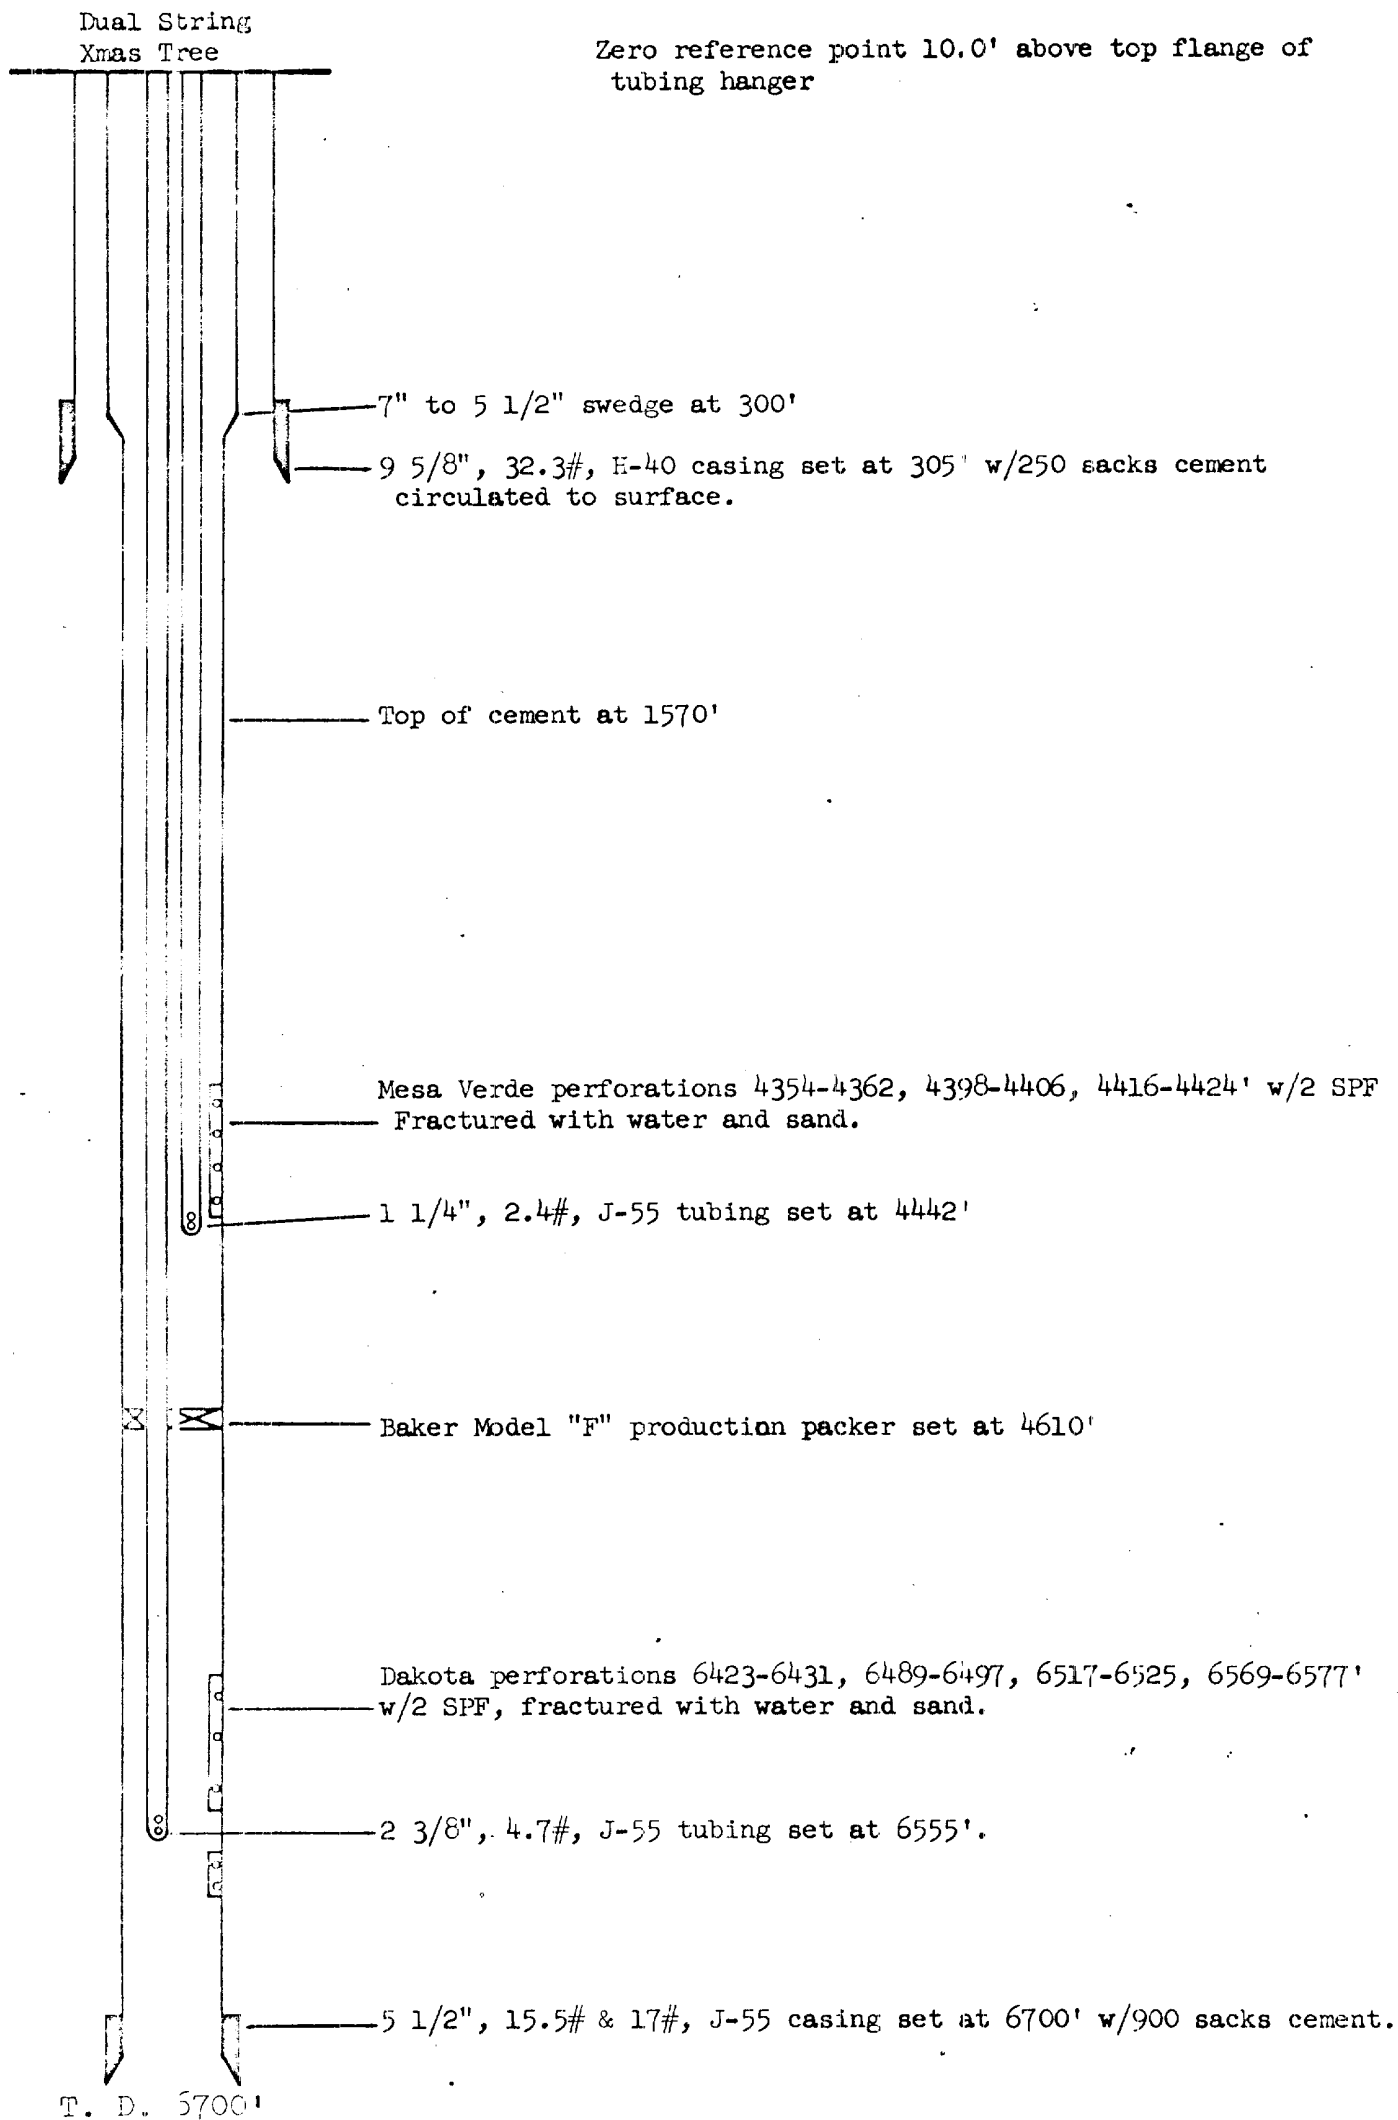 Dual String
Xmas Tree
Zero reference point 10.0' above top flange of
tubing hanger
7" to 5 1/2" swedge at 300'
9 5/8", 32.3#, H-40 casing set at 305' w/250 sacks cement
circulated to surface.
Top of cement at 1570'
Mesa Verde perforations 4354-4362, 4398-4406, 4416-4424' w/2 SPF
Fractured with water and sand.
1 1/4", 2.4#, J-55 tubing set at 4442'
Baker Model "F" production packer set at 4610'
Dakota perforations 6423-6431, 6489-6497, 6517-6525, 6569-6577'
w/2 SPF, fractured with water and sand.
2 3/8", 4.7#, J-55 tubing set at 6555'.
5 1/2", 15.5# & 17#, J-55 casing set at 6700' w/900 sacks cement.
T. D. 6700'